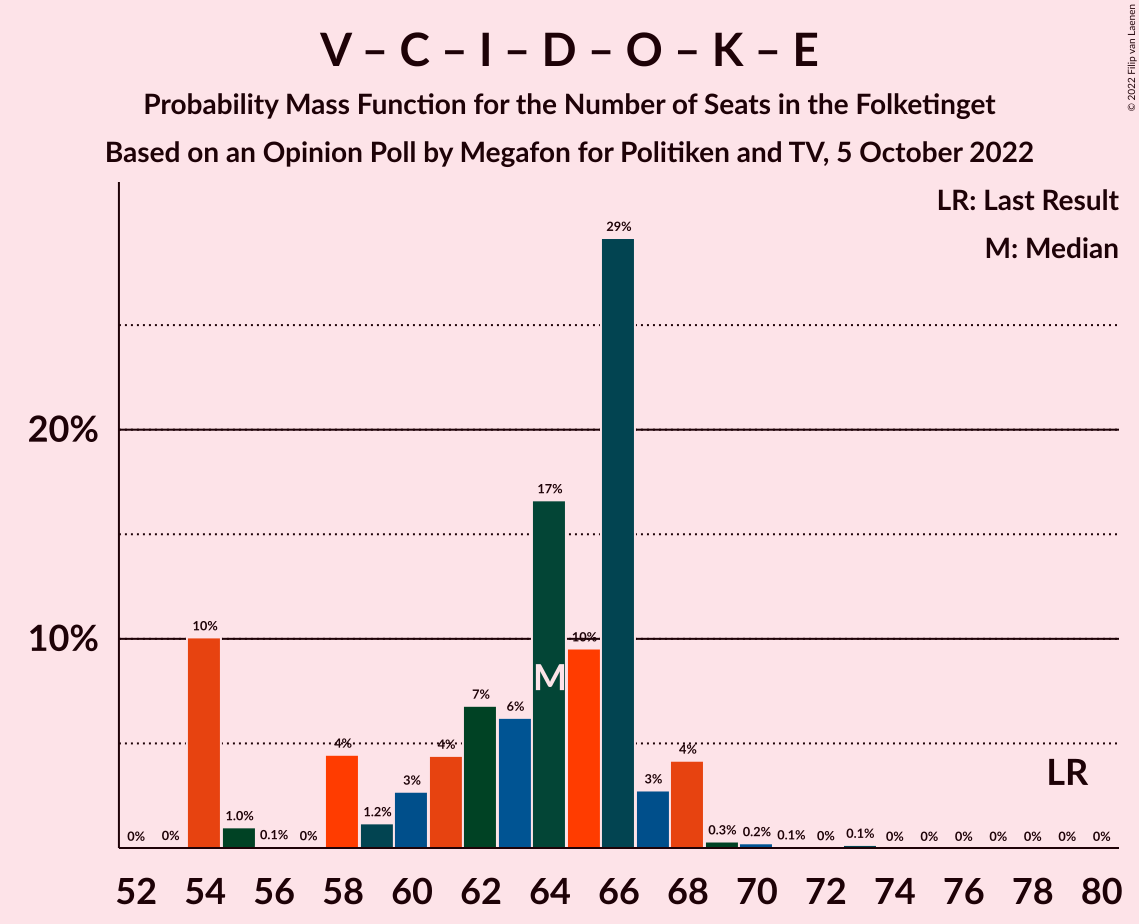 V – C – I – D – O – K – E
Probability Mass Function for the Number of Seats in the Folketinget
Based on an Opinion Poll by Megafon for Politiken and TV, 5 October 2022
© 2022 Filip van Laenen
LR: Last Result
M: Median
20%
10%
0% 0% 10% 1.0% 0.1% 0% 4% 1.2% 3% 4% 7% 6% 17% 10% 29% 3% 4% 0.3% 0.2% 0.1% 0% 0.1% 0% 0% 0% 0% 0% 0% 0%
M
LR
52 54 56 58 60 62 64 66 68 70 72 74 76 78 80